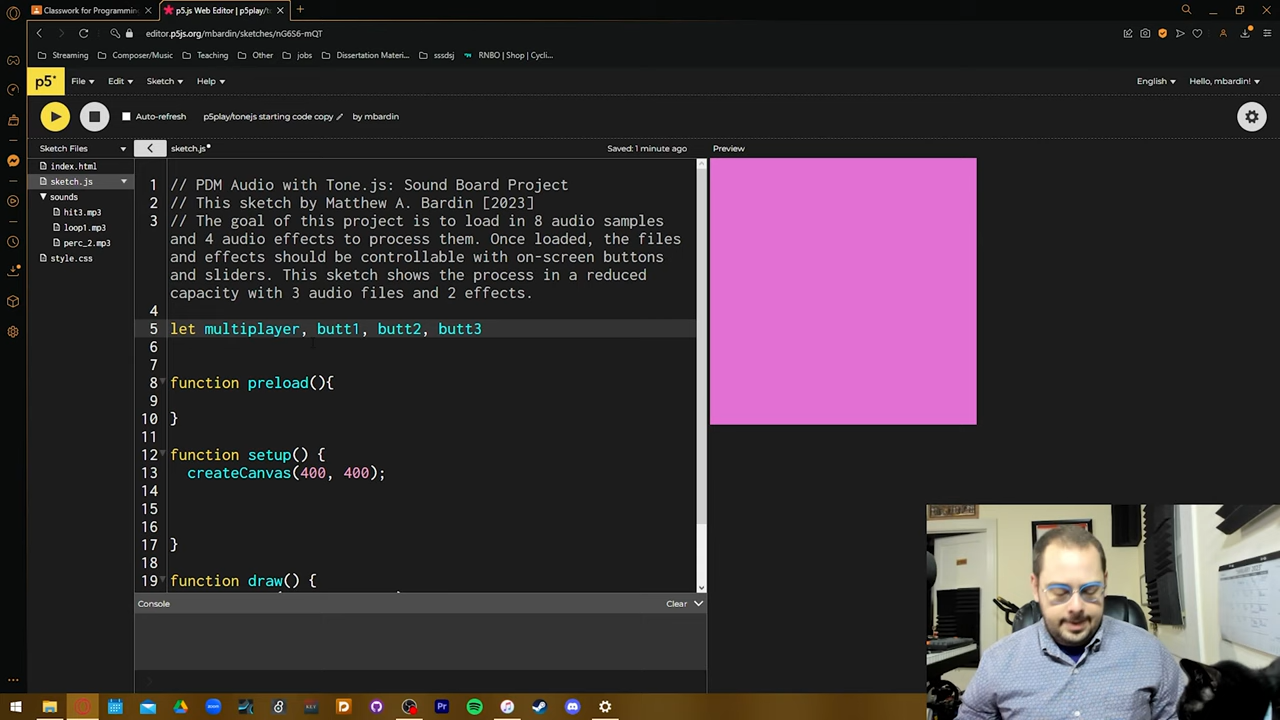 Classwork for Programmin
p5.js Web Editor | p5play/to
editor.p5js.org/mbardin/sketches/nG6S6-mQT
Streaming
Composer/Music
Teaching
Other
jobs
Dissertation Materi...
sssdsj
RNBO | Shop | Cycli...
p5*
File
Edit
Sketch
Help
English
Hello, mbardin!
Auto-refresh
p5play/tonejs starting code copy
by mbardin
Sketch Files
sketch.js
Saved: 1 minute ago
Preview
index.html
sketch.js
sounds
hit3.mp3
loop1.mp3
perc_2.mp3
style.css
1 // PDM Audio with Tone.js: Sound Board Project
2 // This sketch by Matthew A. Bardin [2023]
3 // The goal of this project is to load in 8 audio samples
and 4 audio effects to process them. Once loaded, the files
and effects should be controllable with on-screen buttons
and sliders. This sketch shows the process in a reduced
capacity with 3 audio files and 2 effects.
4
5 let multiplayer, butt1, butt2, butt3
6
7
8 function preload(){
9
10 }
11
12 function setup() {
13 createCanvas(400, 400);
14
15
16
17 }
18
19 function draw() {
Console
Clear